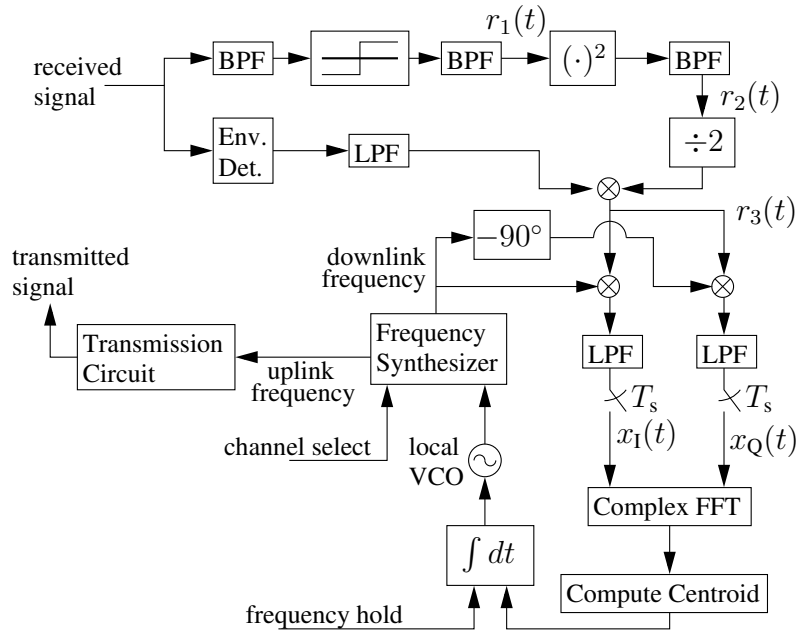 received
signal
BPF
BPF
r₁(t)
(·)²
BPF
r₂(t)
÷2
Env.
Det.
LPF
r₃(t)
−90°
downlink
frequency
transmitted
signal
Transmission
Circuit
uplink
frequency
Frequency
Synthesizer
LPF
LPF
Tₛ
Tₛ
x_I(t)
x_Q(t)
channel select
local
VCO
Complex FFT
∫ dt
Compute Centroid
frequency hold